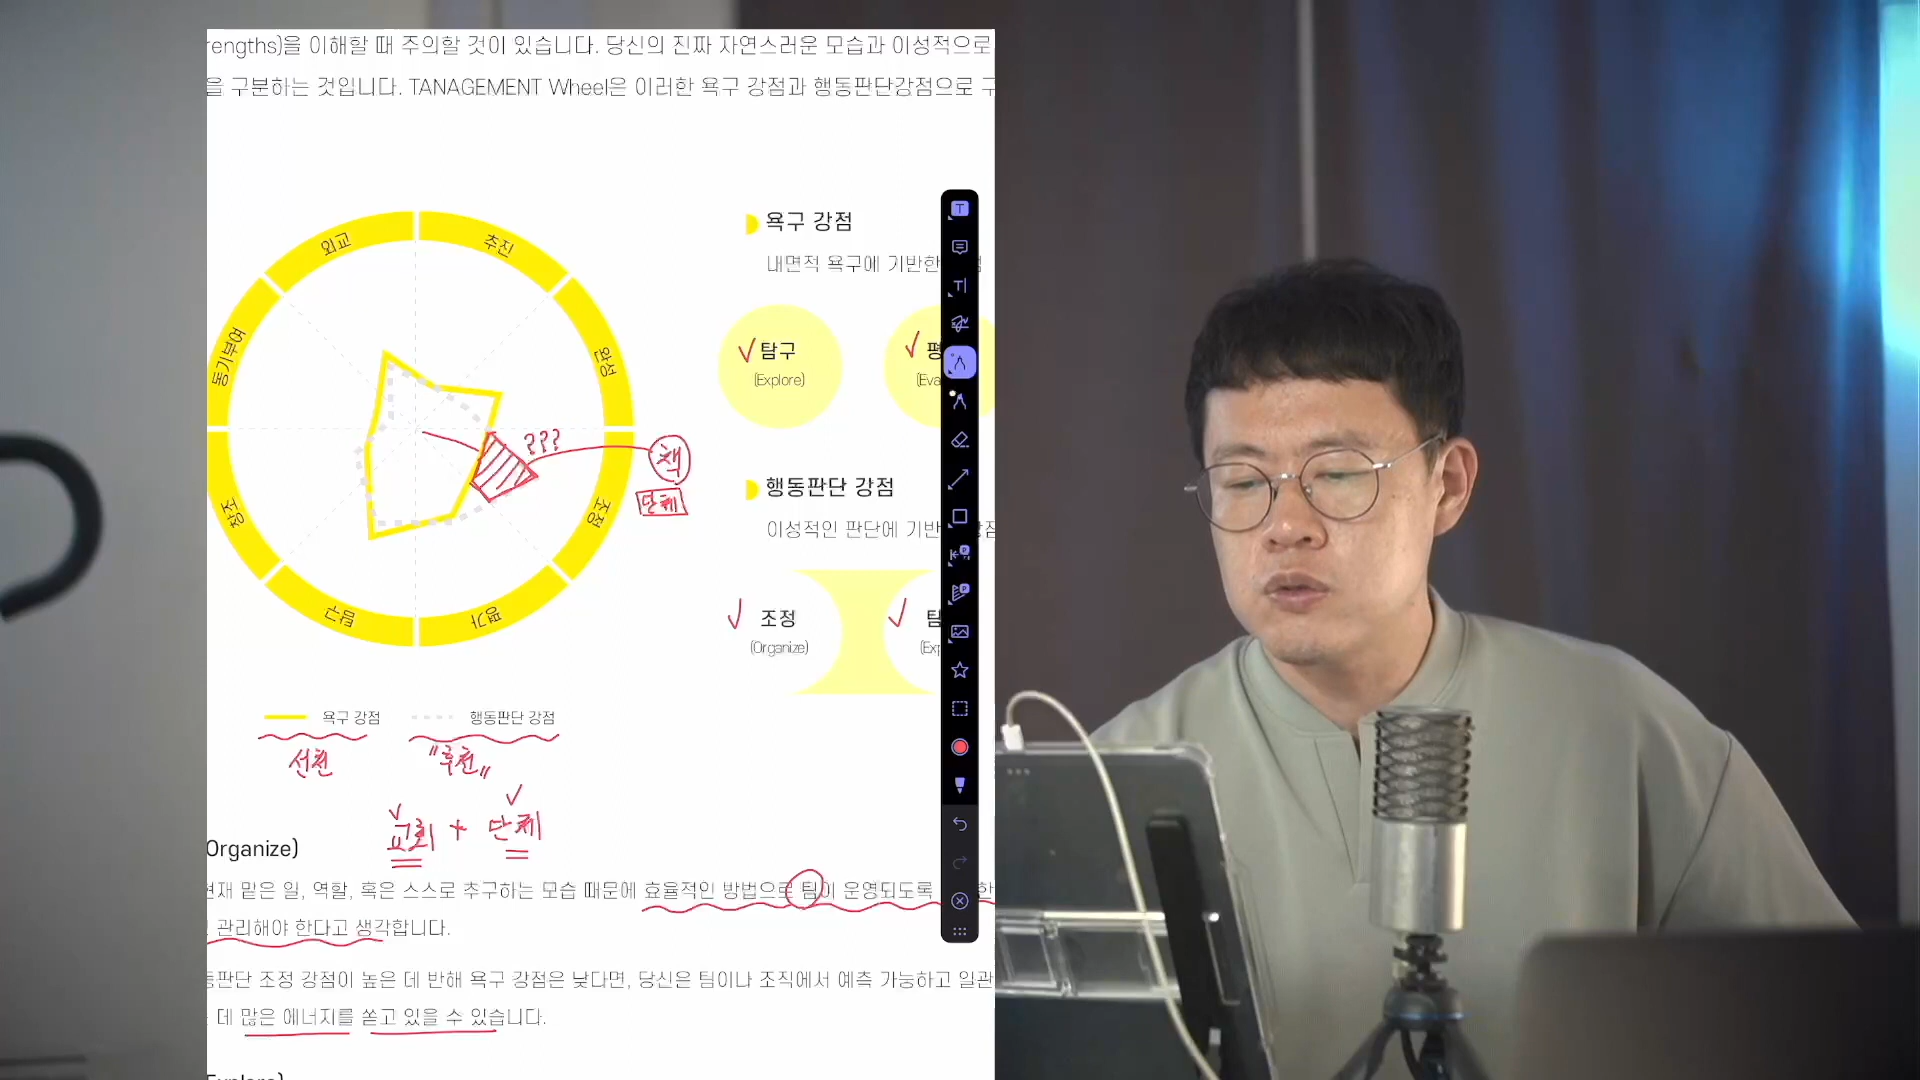 rengths)을 이해할 때 주의할 것이 있습니다. 당신의 진짜 자연스러운 모습과 이성적으로
을 구분하는 것입니다. TANAGEMENT Wheel은 이러한 욕구 강점과 행동판단강점으로 구
외교
추진
동기부여
완성
창조
조정
탐구
평가
???
책
단체
욕구 강점
내면적 욕구에 기반한
탐구
(Explore)
평
(Eva
행동판단 강점
이성적인 판단에 기반
조정
(Organize)
탐
(Exp
욕구 강점
행동판단 강점
선천
"후천"
교회 + 단체
Organize)
현재 맡은 일, 역할, 혹은 스스로 추구하는 모습 때문에 효율적인 방법으로 팀이 운영되도록
관리해야 한다고 생각합니다.
동판단 조정 강점이 높은 데 반해 욕구 강점은 낮다면, 당신은 팀이나 조직에서 예측 가능하고 일관
데 많은 에너지를 쏟고 있을 수 있습니다.